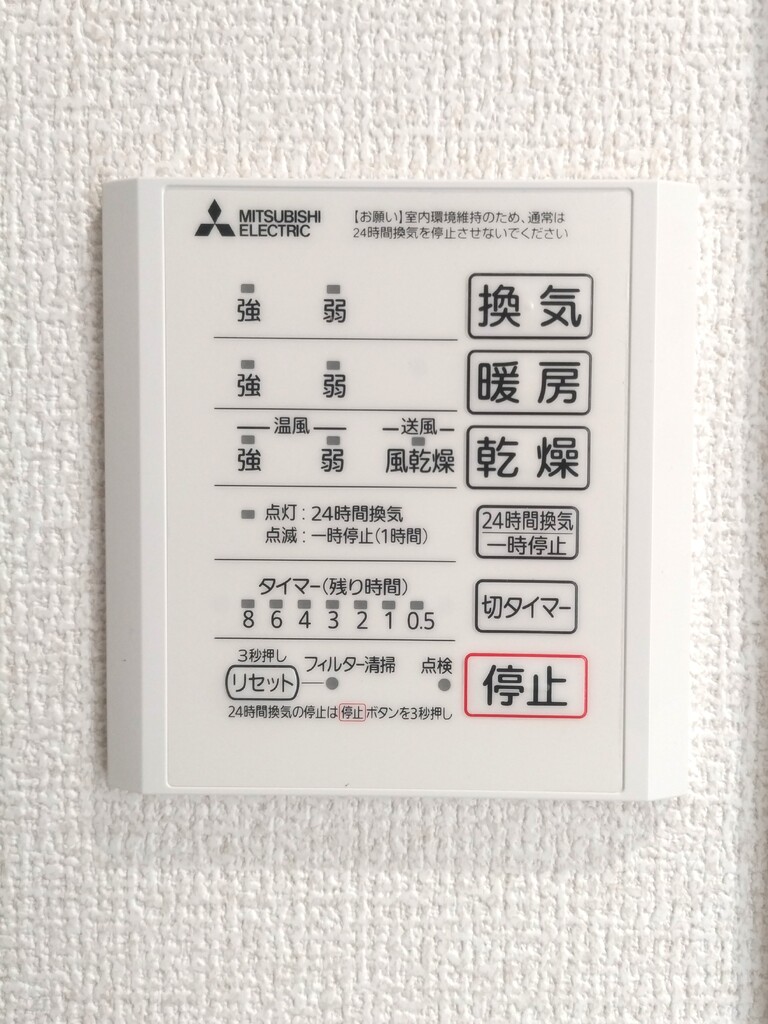 MITSUBISHI
ELECTRIC
【お願い】室内環境維持のため、通常は
24時間換気を停止させないでください
強 弱 換気
強 弱 暖房
温風 送風
強 弱 風乾燥 乾燥
点灯:24時間換気
点滅:一時停止(1時間)
24時間換気
一時停止
タイマー(残り時間)
8 6 4 3 2 1 0.5
切タイマー
3秒押し
リセット フィルター清掃 点検
24時間換気の停止は停止ボタンを3秒押し
停止